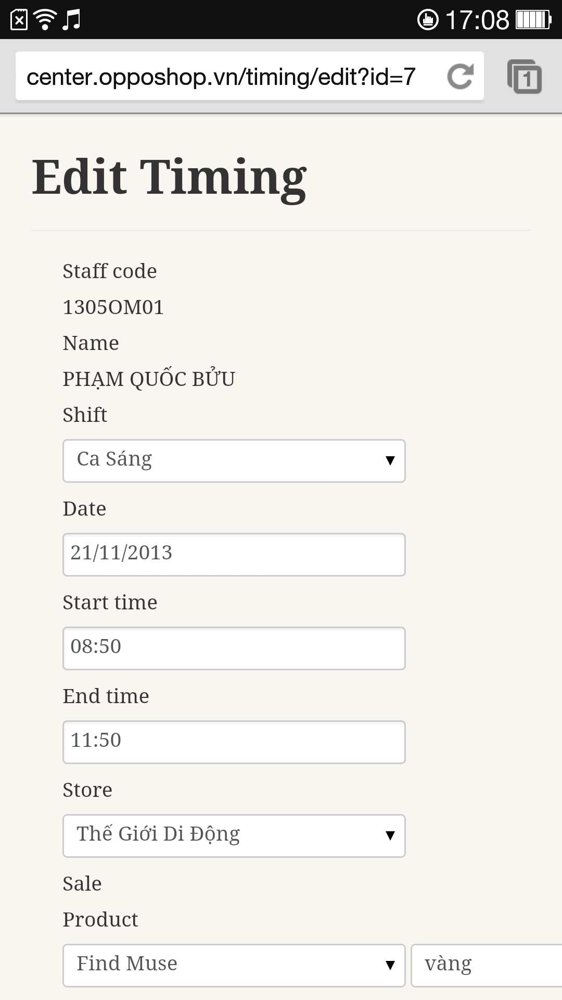 17:08
center.opposhop.vn/timing/edit?id=7
1
Edit Timing
Staff code
1305OM01
Name
PHẠM QUỐC BỬU
Shift
Ca Sáng
Date
21/11/2013
Start time
08:50
End time
11:50
Store
Thế Giới Di Động
Sale
Product
Find Muse vàng